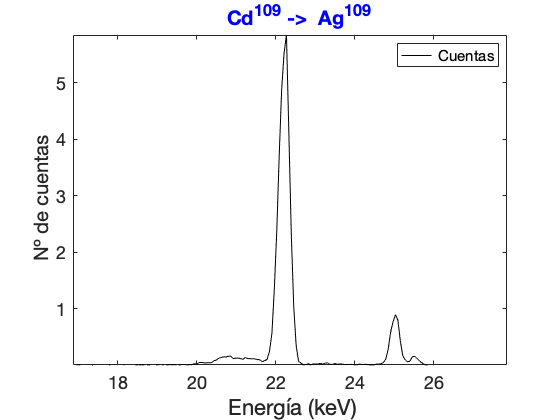 Cd109 -> Ag109
Cuentas
Nº de cuentas
5
4
3
2
1
18 20 22 24 26
Energía (keV)